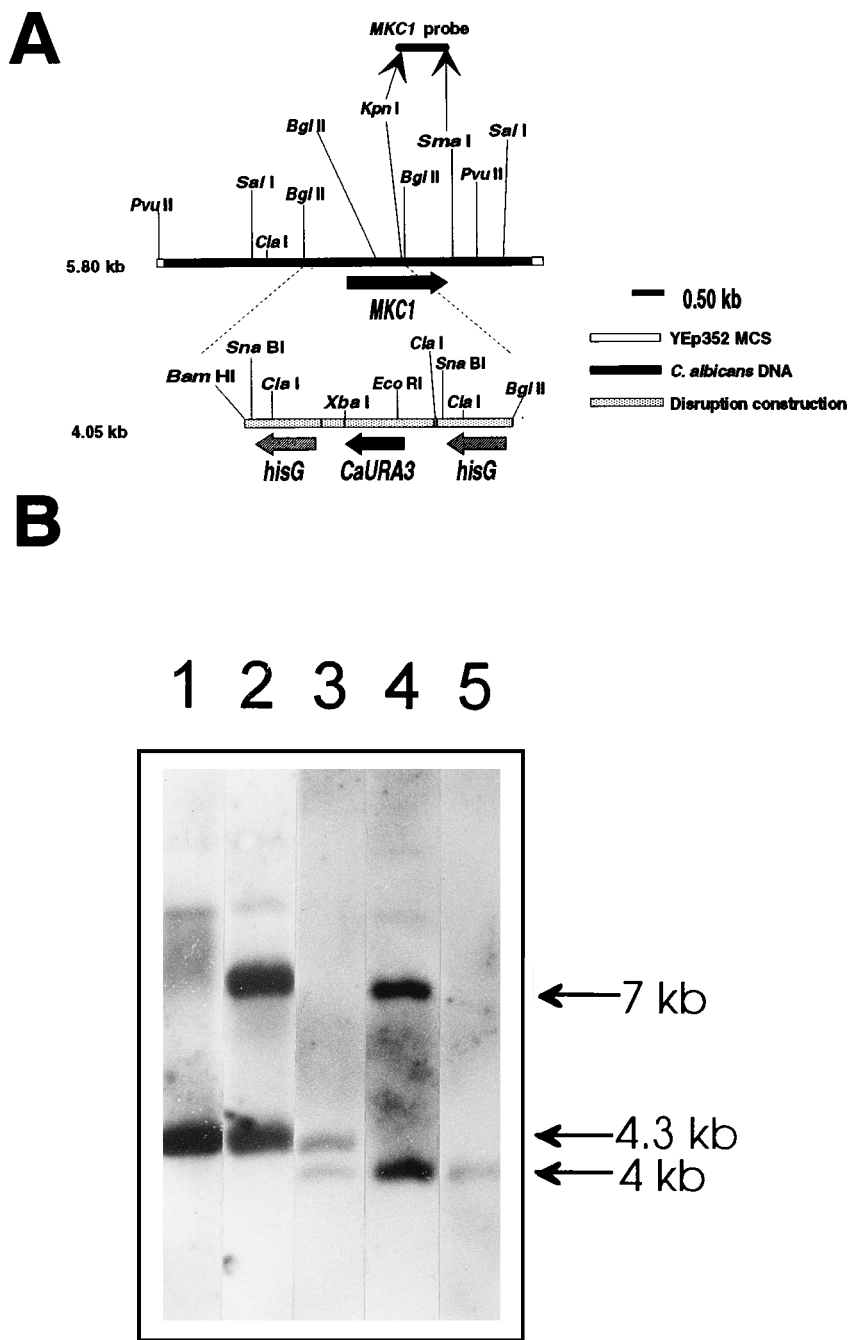 A
MKC1 probe
Kpn I
Bgl II
Sma I
Sal I
Sal I
Bgl II
Bgl II
Pvu II
Pvu II
Cla I
5.80 kb
MKC1
0.50 kb
YEp352 MCS
C. albicans DNA
Disruption construction
Cla I
Sna BI
Sna BI
Bam HI
Cla I
Xba I
Eco RI
Cla I
Bgl II
4.05 kb
hisG
CaURA3
hisG
B
1 2 3 4 5
7 kb
4.3 kb
4 kb